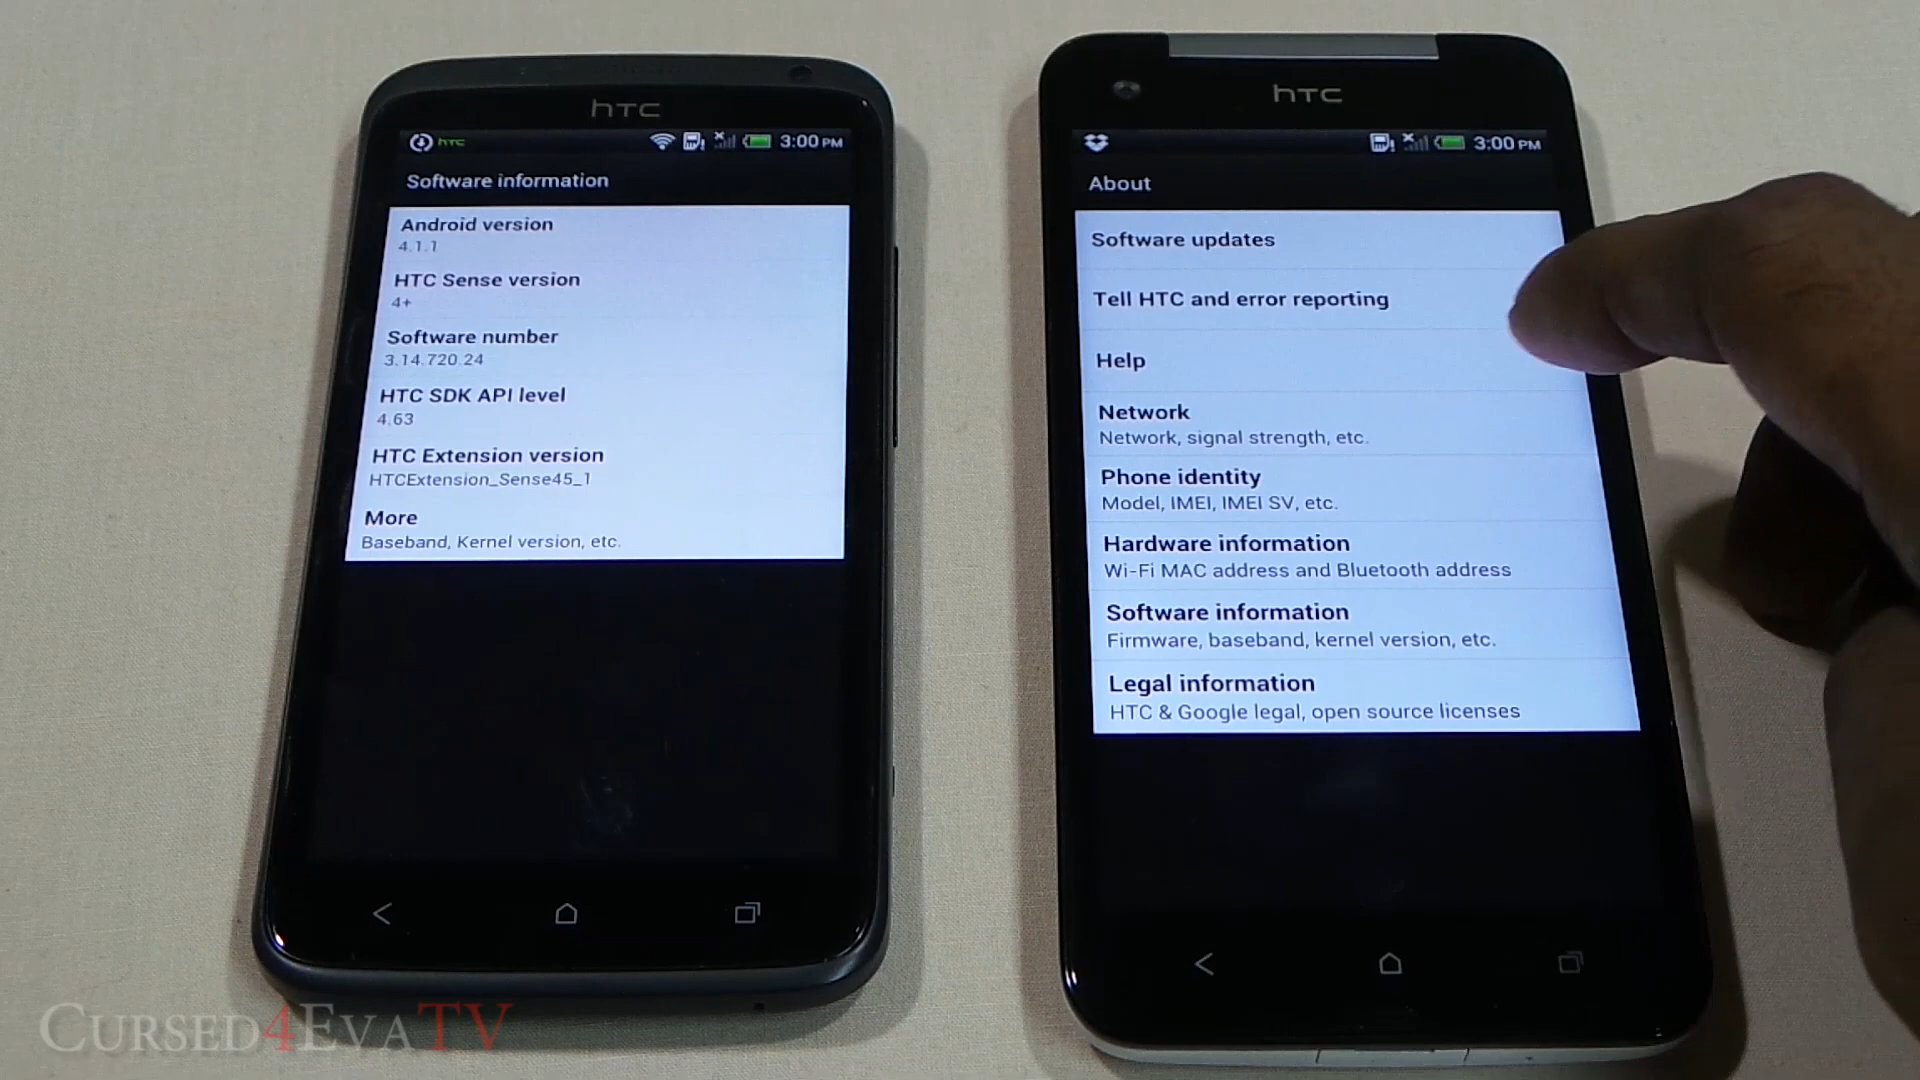 hTC
hTC
3:00 PM
Software information
Android version
4.1.1
HTC Sense version
4+
Software number
3.14.720.24
HTC SDK API level
4.63
HTC Extension version
HTCExtension_Sense45_1
More
Baseband, Kernel version, etc.
hTC
3:00 PM
About
Software updates
Tell HTC and error reporting
Help
Network
Network, signal strength, etc.
Phone identity
Model, IMEI, IMEI SV, etc.
Hardware information
Wi-Fi MAC address and Bluetooth address
Software information
Firmware, baseband, kernel version, etc.
Legal information
HTC & Google legal, open source licenses
CURSED4EVATV